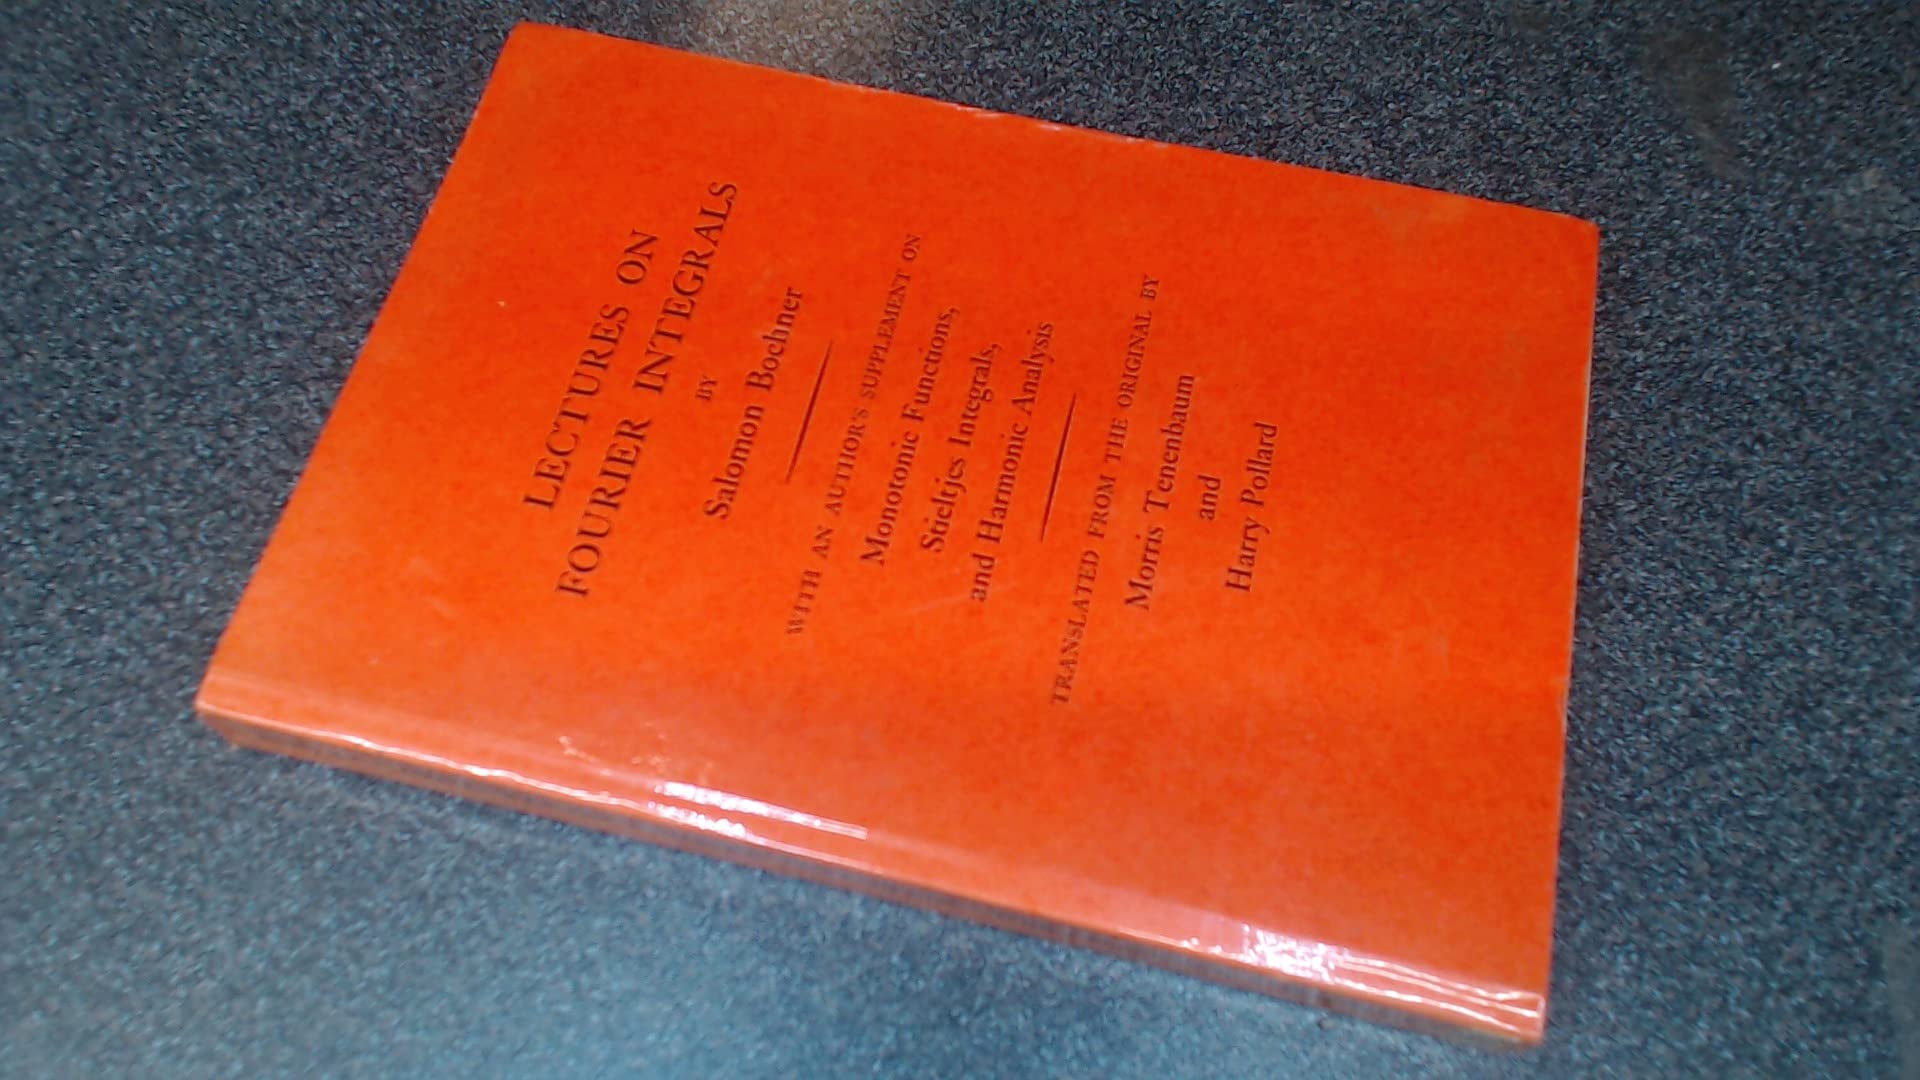 LECTURES ON
FOURIER INTEGRALS
BY
Salomon Bochner
WITH AN AUTHOR'S SUPPLEMENT ON
Monotonic Functions,
Stieltjes Integrals,
and Harmonic Analysis
TRANSLATED FROM THE ORIGINAL BY
Morris Tenenbaum
and
Harry Pollard